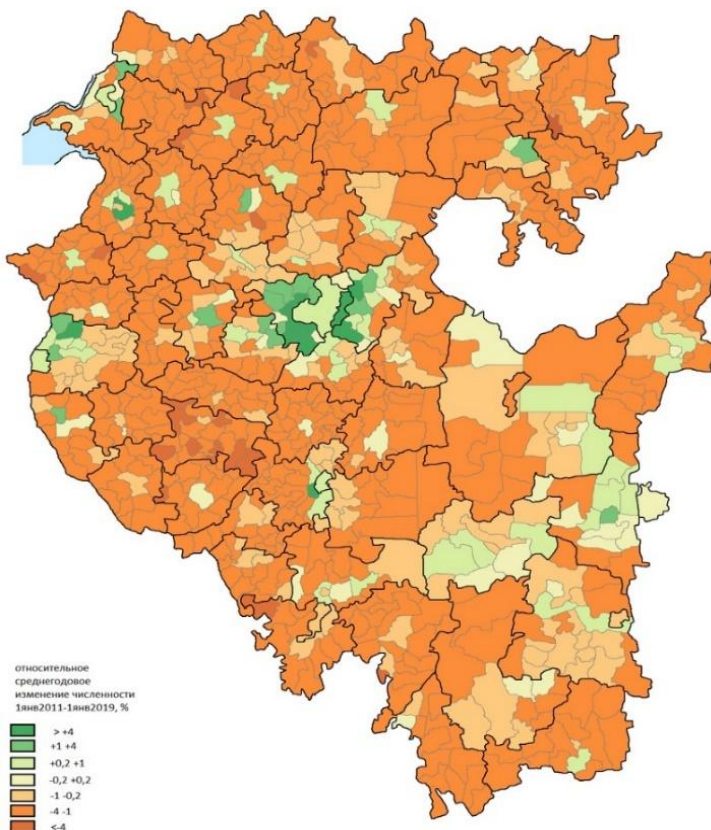 относительное
среднегодовое
изменение численности
1янв2011-1янв2019, %
> +4
+1 +4
+0,2 +1
-0,2 +0,2
-1 -0,2
-4 -1
<-4